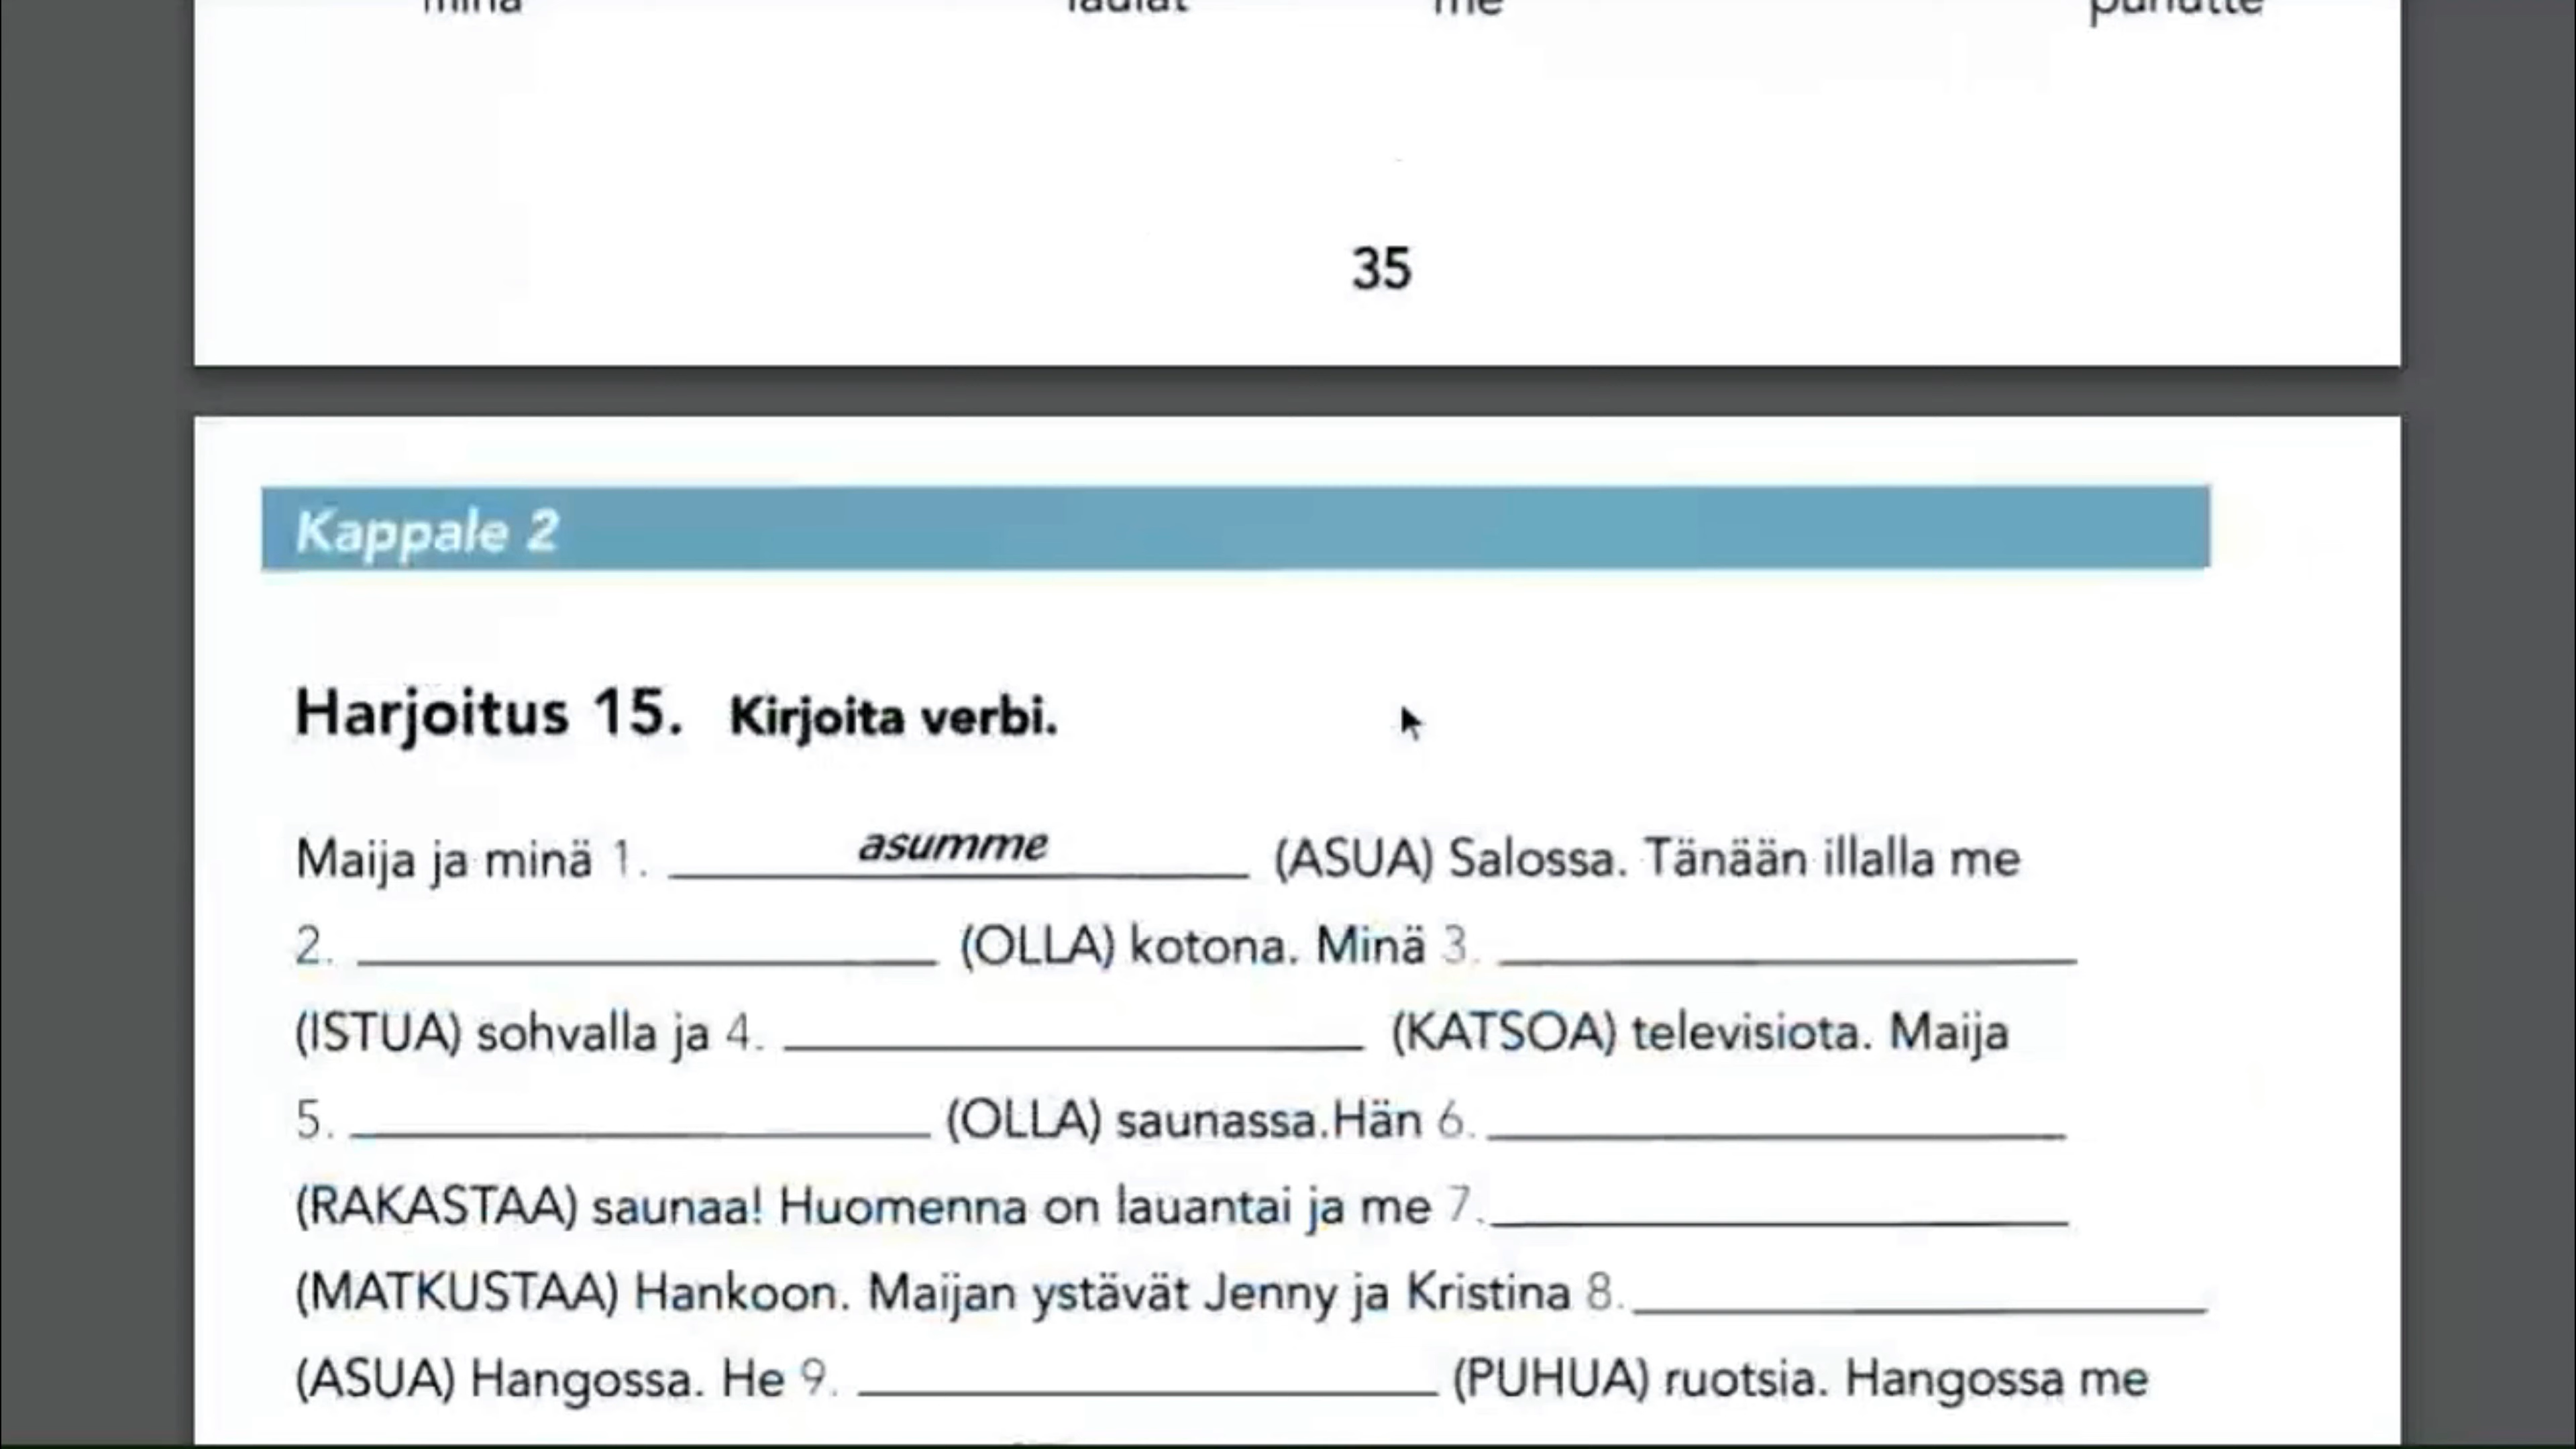 35
Kappale 2
Harjoitus 15. Kirjoita verbi.
Maija ja minä 1. asumme (ASUA) Salossa. Tänään illalla me
2. (OLLA) kotona. Minä 3.
(ISTUA) sohvalla ja 4. (KATSOA) televisiota. Maija
5. (OLLA) saunassa.Hän 6.
(RAKASTAA) saunaa! Huomenna on lauantai ja me 7.
(MATKUSTAA) Hankoon. Maijan ystävät Jenny ja Kristina 8.
(ASUA) Hangossa. He 9. (PUHUA) ruotsia. Hangossa me